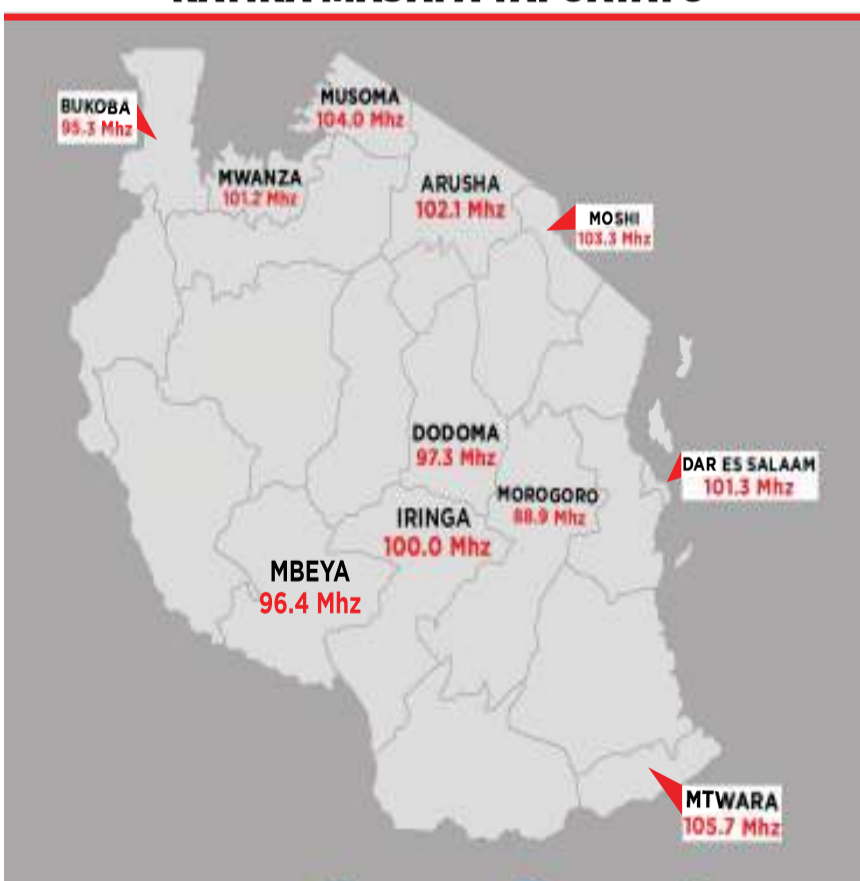 BUKOBA
95.3 Mhz
MUSOMA
104.0 Mhz
MWANZA
101.2 Mhz
ARUSHA
102.1 Mhz
MOSHI
103.3 Mhz
DODOMA
97.3 Mhz
DAR ES SALAAM
101.3 Mhz
MOROGORO
88.9 Mhz
IRINGA
100.0 Mhz
MBEYA
96.4 Mhz
MTWARA
105.7 Mhz